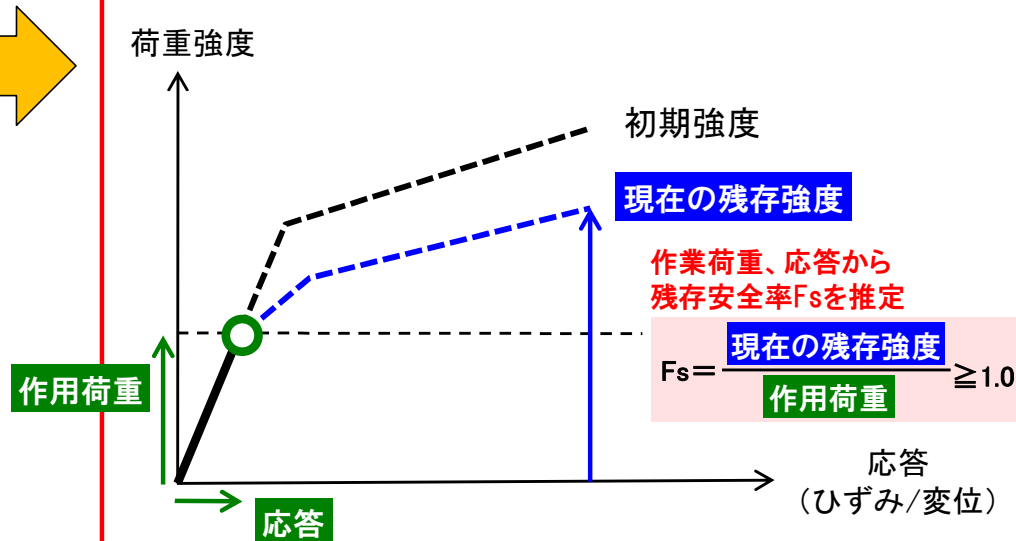 荷重強度
初期強度
現在の残存強度
作業荷重、応答から
残存安全率Fsを推定
Fs=現在の残存強度/作用荷重≧1.0
作用荷重
応答
応答
(ひずみ/変位)